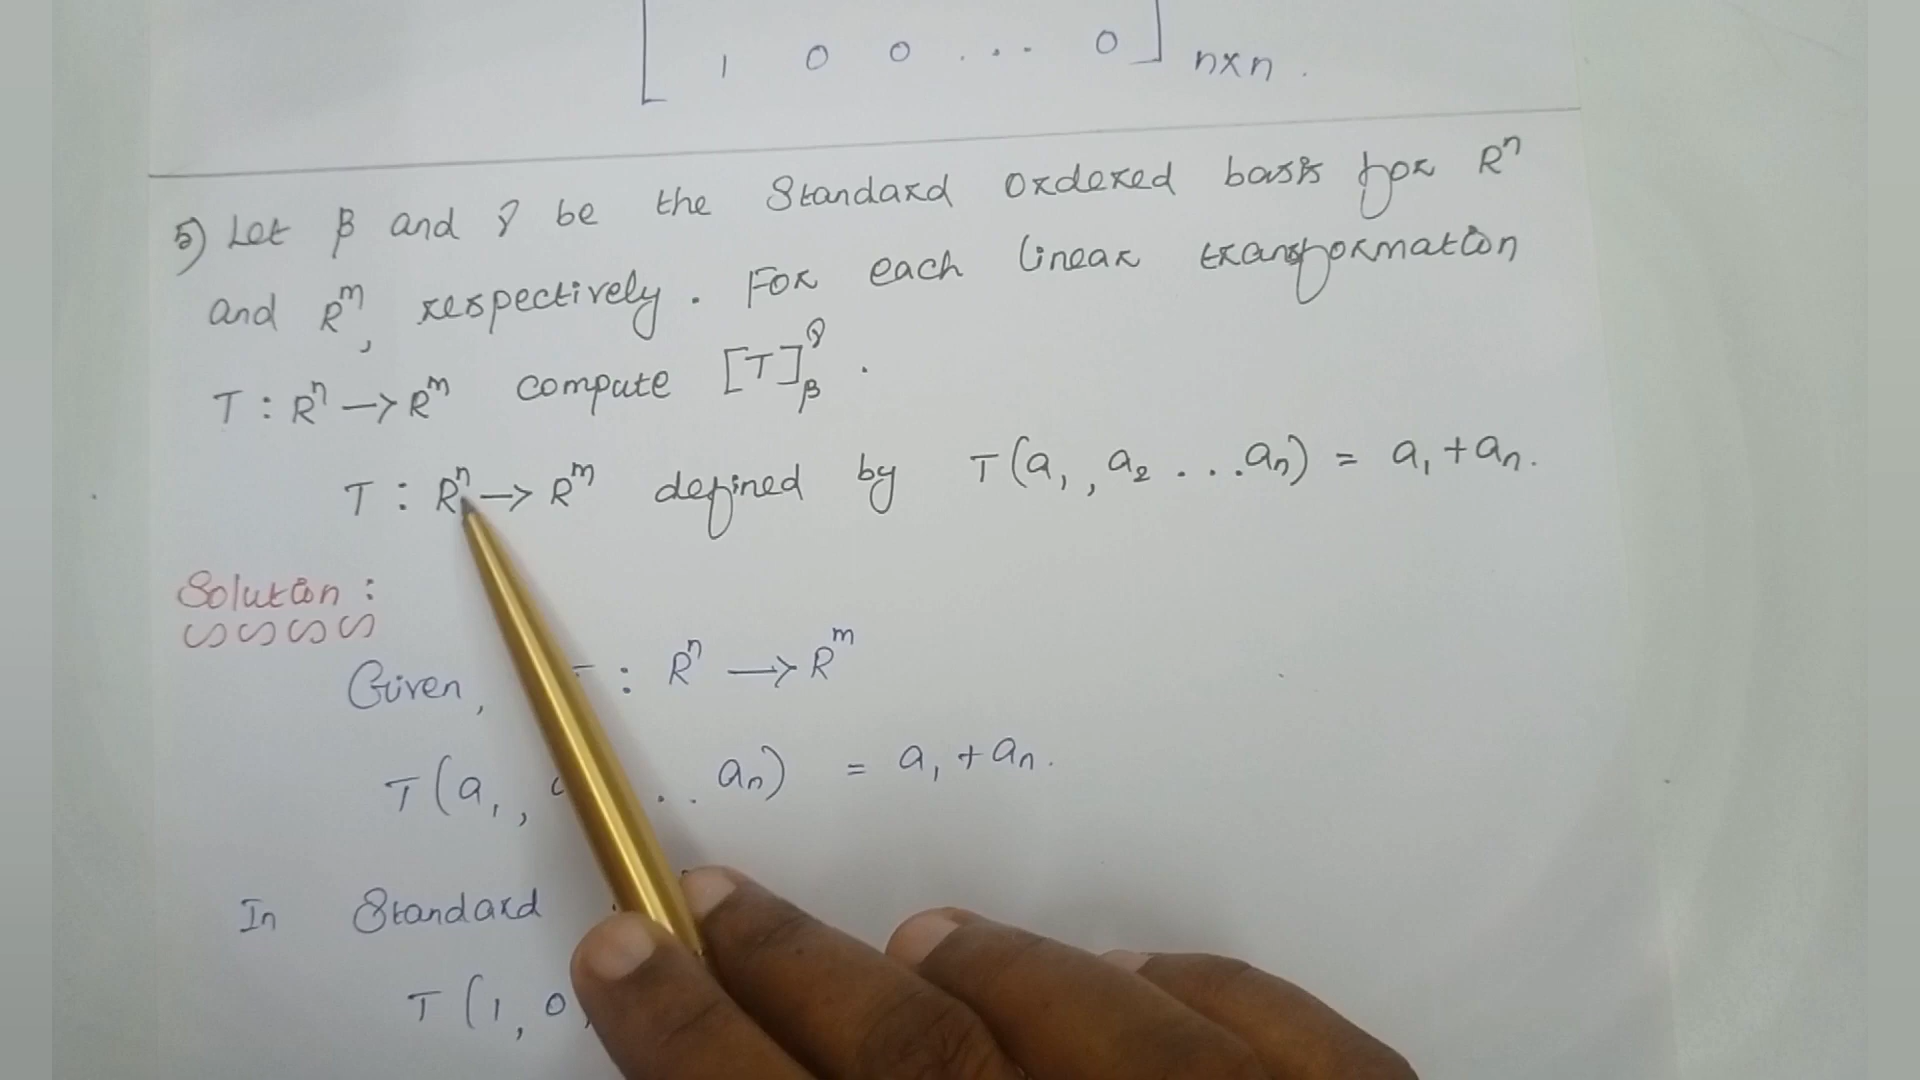 1 0 0 ... 0 ] n×n .
5) Let β and γ be the Standard ordered basis for Rⁿ
and Rᵐ, respectively. For each linear transformation
T : Rⁿ → Rᵐ compute [T]ᵧᵦ .
T : Rⁿ → Rᵐ defined by T(a₁, a₂ ... aₙ) = a₁ + aₙ.
Solution :
Given, : Rⁿ → Rᵐ
T(a₁, .. aₙ) = a₁ + aₙ.
In Standard
T(1, 0,